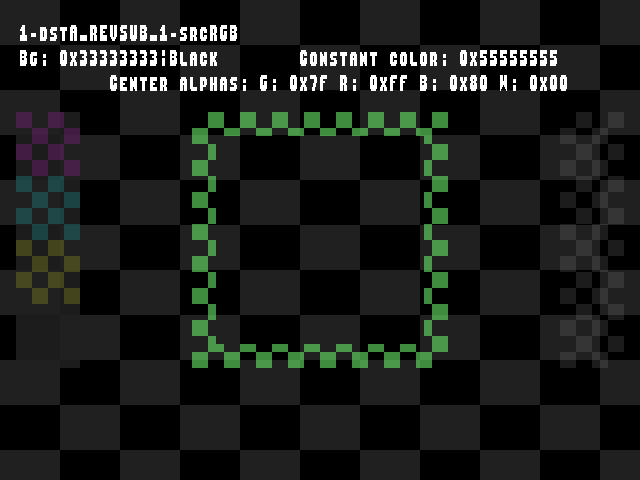 1-dstA_REVSUB_1-srcRGB
Bg: 0x33333333¦Black Constant color: 0x55555555
Center alphas: G: 0x7f R: 0xff B: 0x80 W: 0x00